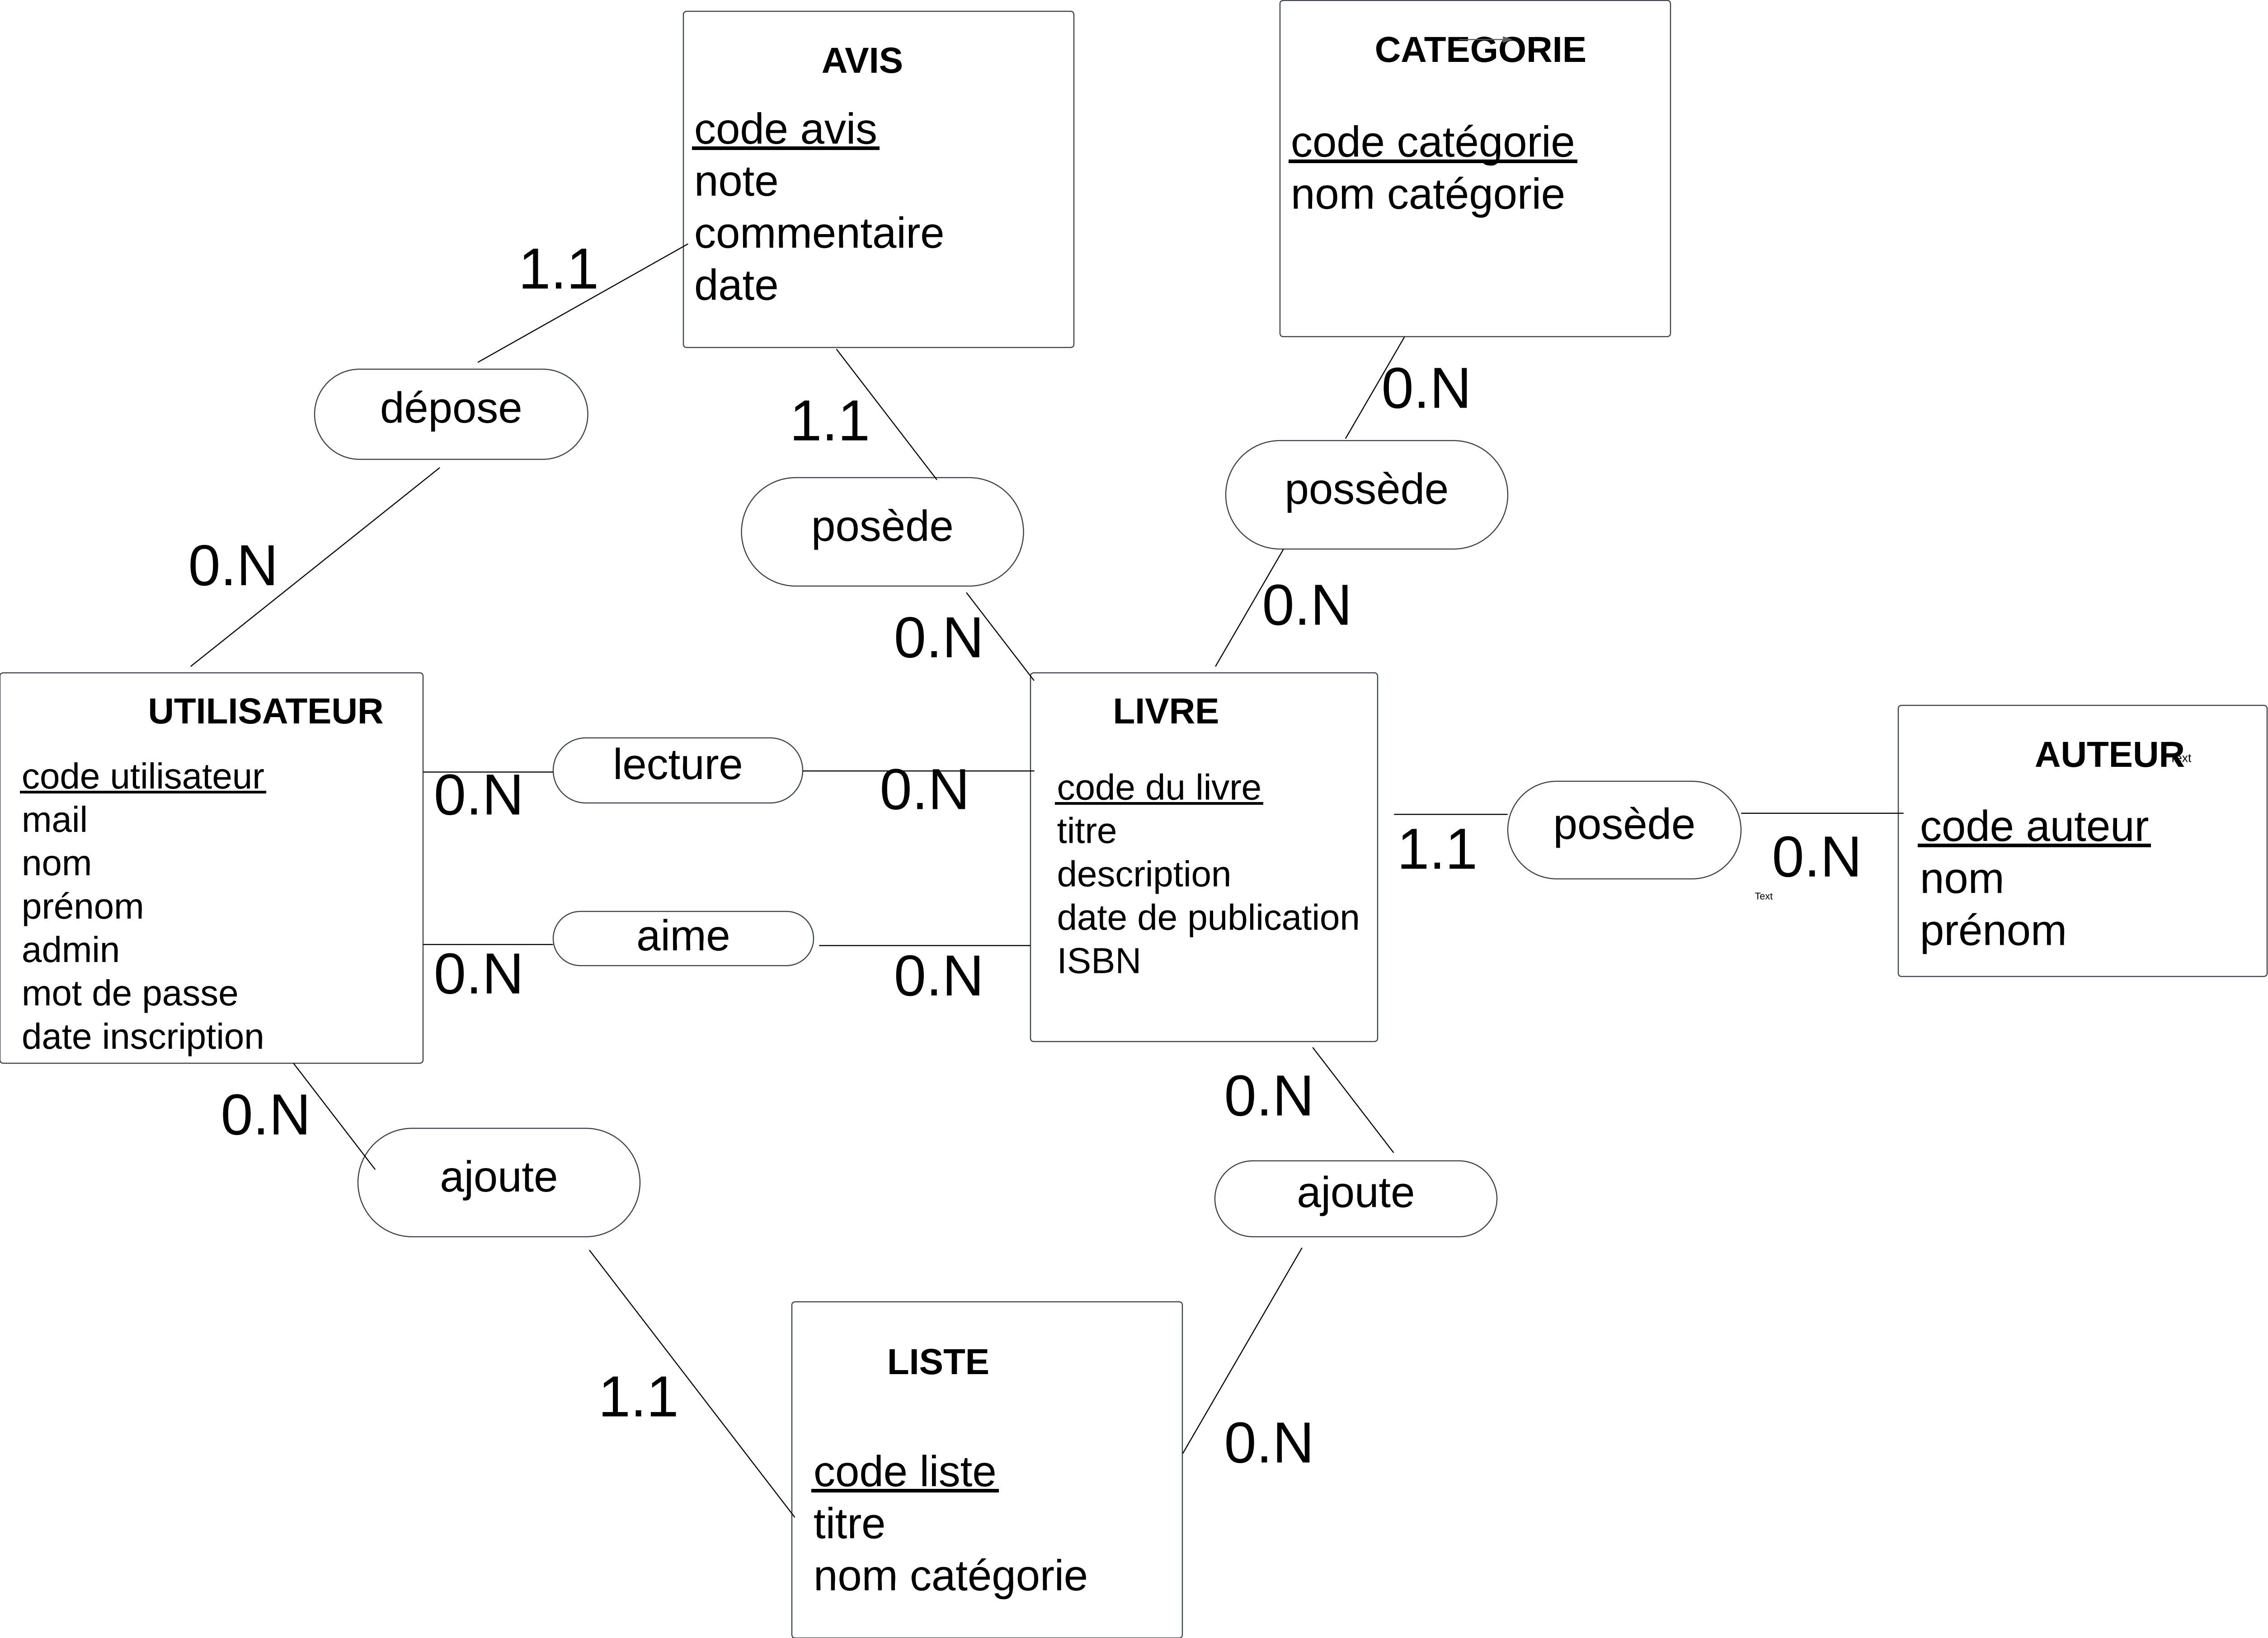 AVIS
code avis
note
commentaire
date
CATEGORIE
code catégorie
nom catégorie
1.1
dépose
0.N
1.1
posède
0.N
0.N
possède
0.N
UTILISATEUR
code utilisateur
mail
nom
prénom
admin
mot de passe
date inscription
0.N
lecture
0.N
0.N
aime
0.N
LIVRE
code du livre
titre
description
date de publication
ISBN
1.1
posède
0.N
Text
AUTEUR
Text
code auteur
nom
prénom
0.N
ajoute
1.1
0.N
ajoute
0.N
LISTE
code liste
titre
nom catégorie